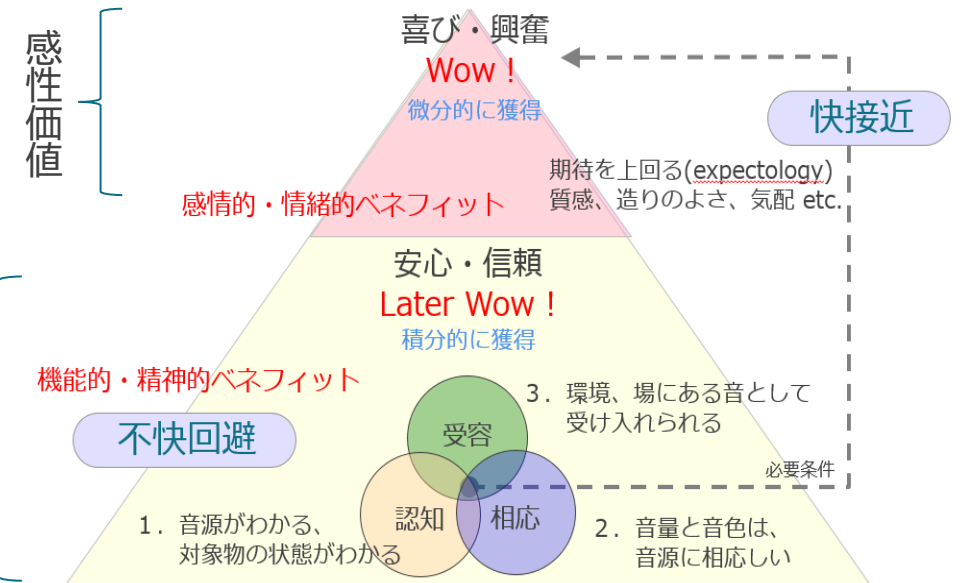 感性価値
喜び・興奮
Wow！
微分的に獲得
快接近
期待を上回る(expectology)
質感、造りのよさ、気配 etc.
感情的・情緒的ベネフィット
安心・信頼
Later Wow！
積分的に獲得
機能的・精神的ベネフィット
不快回避
3．環境、場にある音として
受け入れられる
受容
必要条件
認知
相応
1．音源がわかる、
対象物の状態がわかる
2．音量と音色は、
音源に相応しい